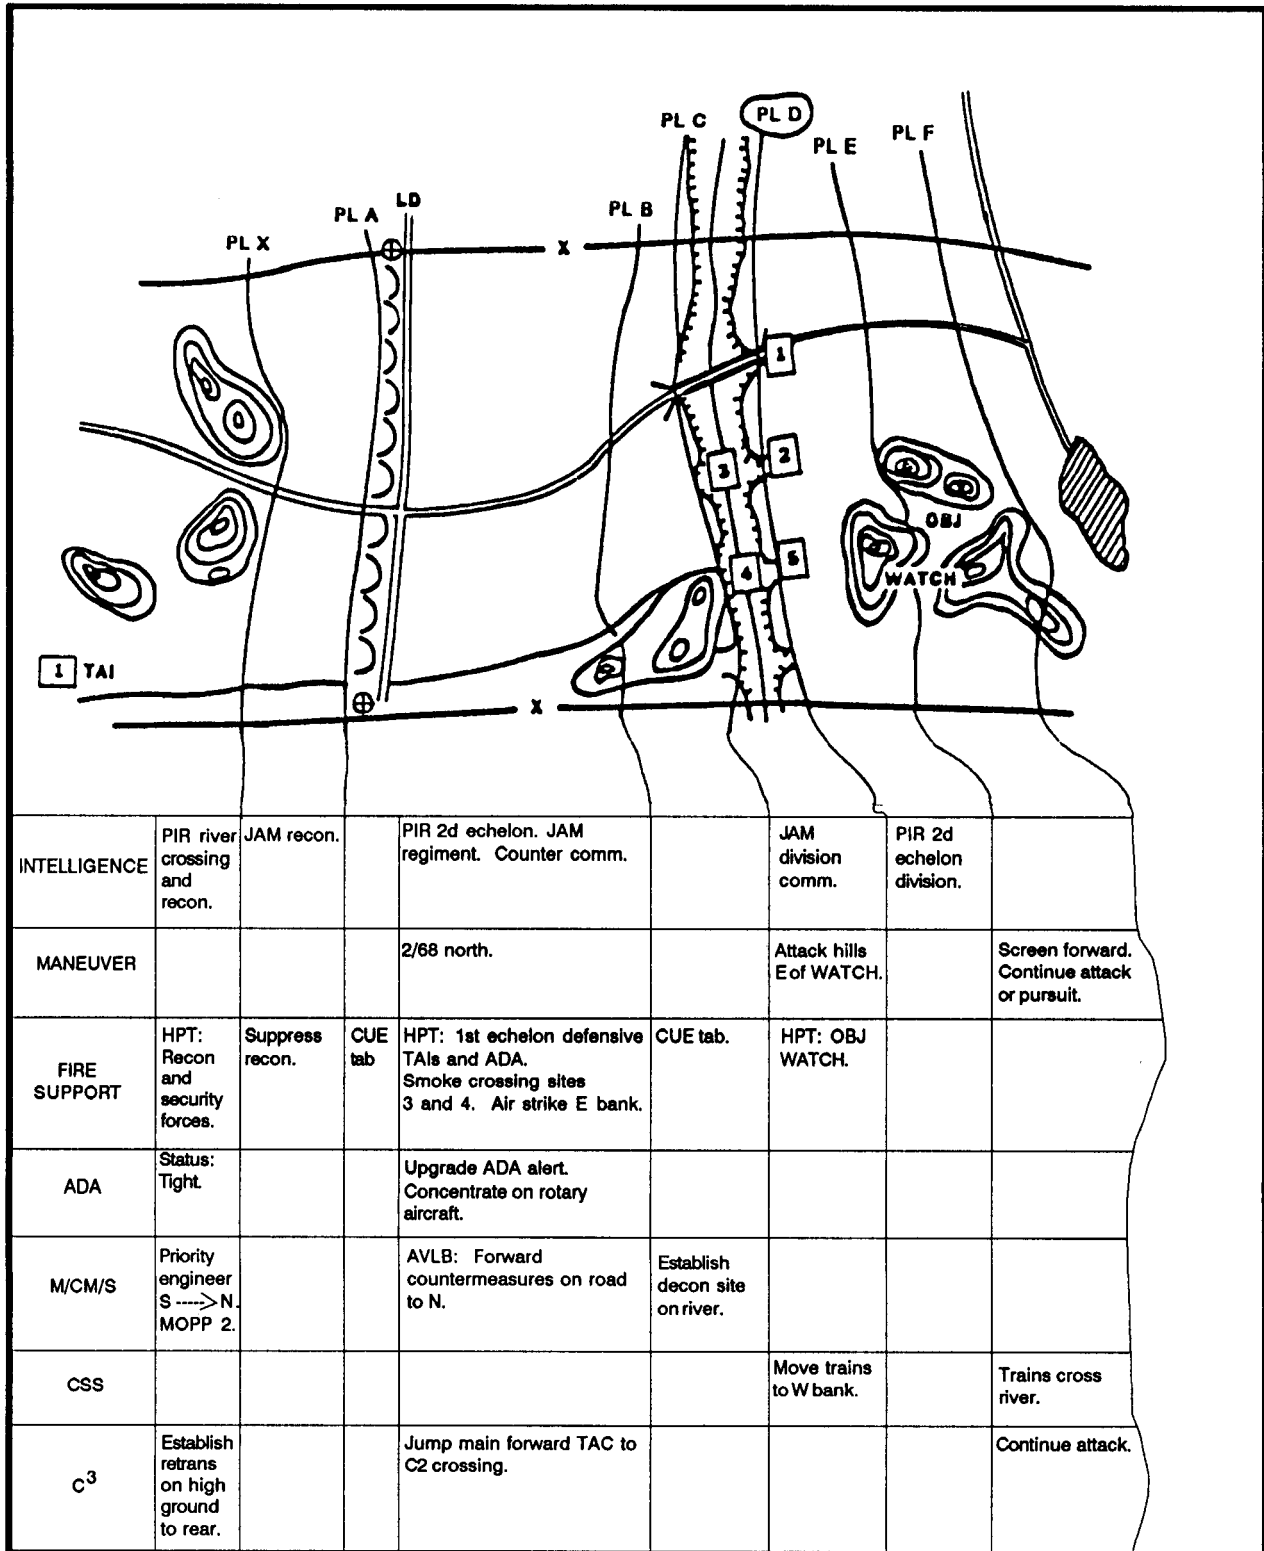 PL C
PL D
PL E
PL F
LD
PL A
PL B
PL X
X
1
2
3
OBJ
4
5
WATCH
1 TAI
X
INTELLIGENCE
PIR river
crossing
and
recon.
JAM recon.
PIR 2d echelon. JAM
regiment. Counter comm.
JAM
division
comm.
PIR 2d
echelon
division.
MANEUVER
2/68 north.
Attack hills
E of WATCH.
Screen forward.
Continue attack
or pursuit.
FIRE
SUPPORT
HPT:
Recon
and
security
forces.
Suppress
recon.
CUE
tab
HPT: 1st echelon defensive
TAIs and ADA.
Smoke crossing sites
3 and 4. Air strike E bank.
CUE tab.
HPT: OBJ
WATCH.
ADA
Status:
Tight.
Upgrade ADA alert.
Concentrate on rotary
aircraft.
M/CM/S
Priority
engineer
S ---->N.
MOPP 2.
AVLB: Forward
countermeasures on road
to N.
Establish
decon site
on river.
CSS
Move trains
to W bank.
Trains cross
river.
C³
Establish
retrans
on high
ground
to rear.
Jump main forward TAC to
C2 crossing.
Continue attack.